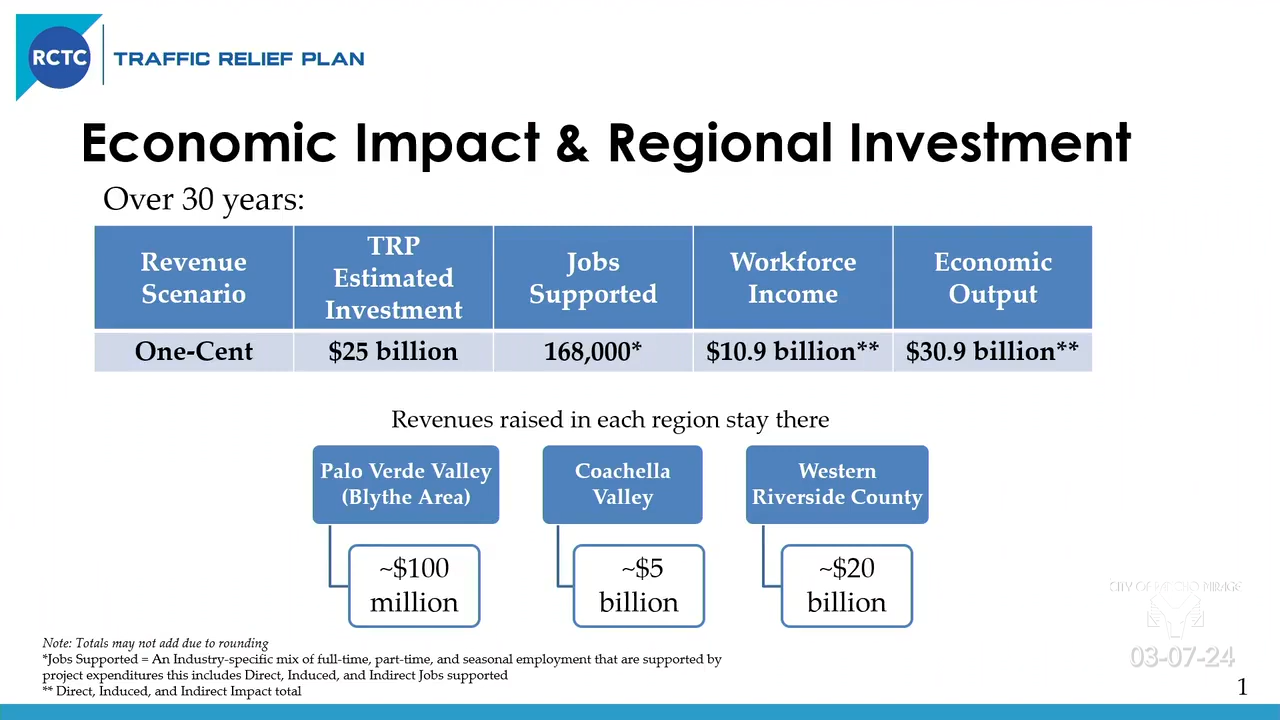 RCTC
TRAFFIC RELIEF PLAN
Economic Impact & Regional Investment
Over 30 years:
Revenue
Scenario
TRP
Estimated
Investment
Jobs
Supported
Workforce
Income
Economic
Output
One-Cent
$25 billion
168,000*
$10.9 billion**
$30.9 billion**
Revenues raised in each region stay there
Palo Verde Valley
(Blythe Area)
Coachella
Valley
Western
Riverside County
~$100
million
~$5
billion
~$20
billion
Note: Totals may not add due to rounding
*Jobs Supported = An Industry-specific mix of full-time, part-time, and seasonal employment that are supported by
project expenditures this includes Direct, Induced, and Indirect Jobs supported
** Direct, Induced, and Indirect Impact total
CITY OF RANCHO MIRAGE
03-07-24
1